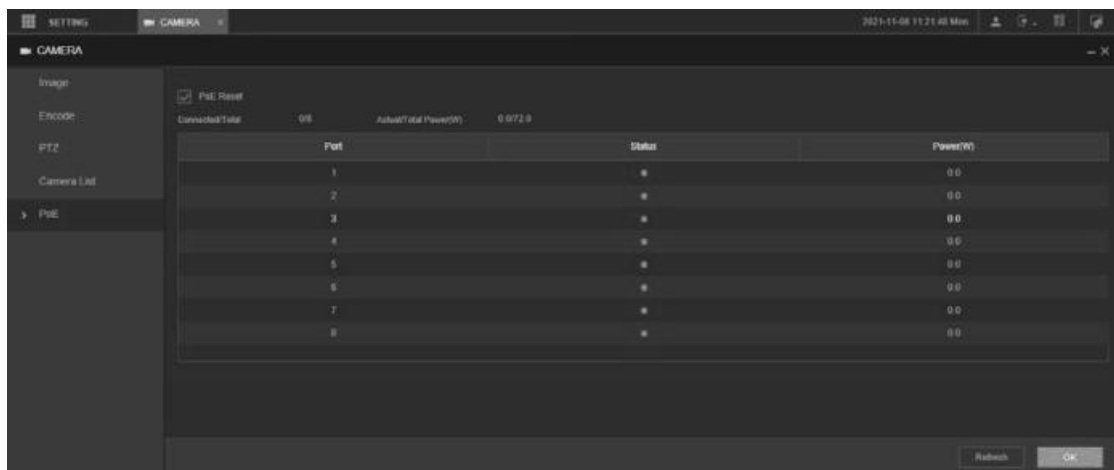 SETTING CAMERA × 2021-11-08 11:21:48 Mon
CAMERA
Image
Encode
PTZ
Camera List
PoE
PoE Reset
Connected/Total 0/8 Actual/Total Power(W) 0.0/72.0
Port Status Power(W)
1 0.0
2 0.0
3 0.0
4 0.0
5 0.0
6 0.0
7 0.0
8 0.0
Refresh OK